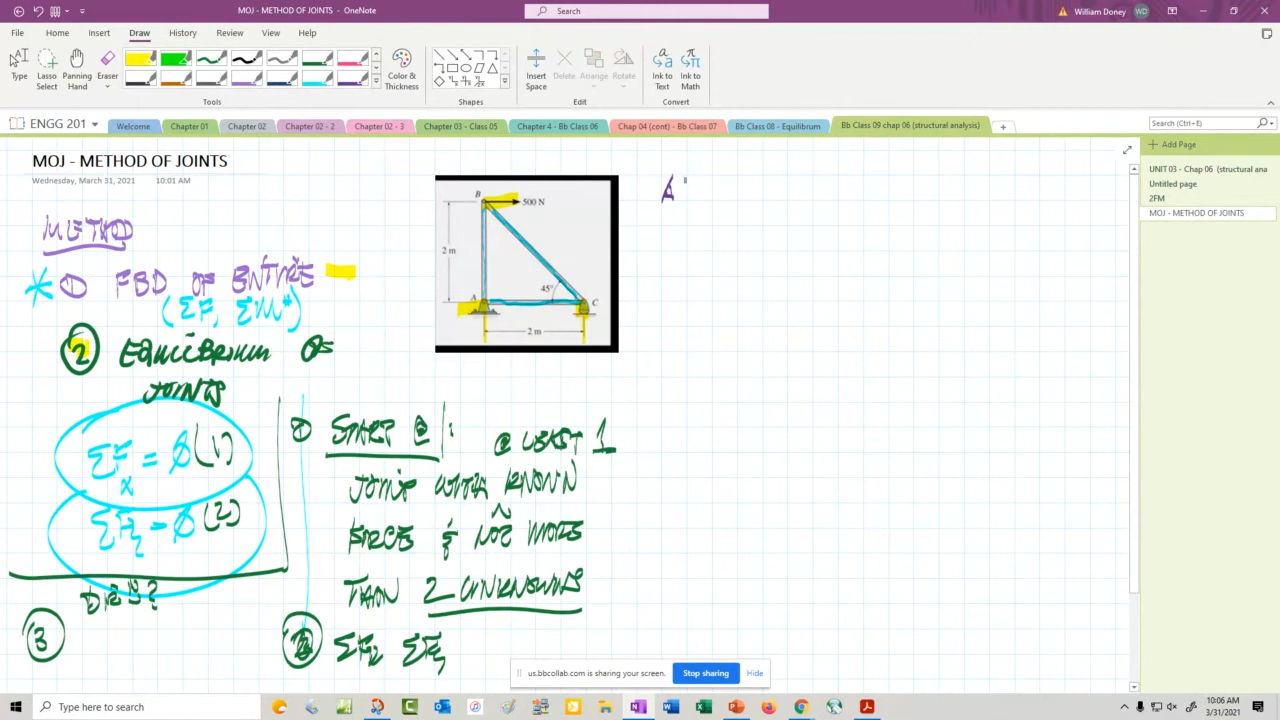 MOJ - METHOD OF JOINTS - OneNote
Search
William Doney
WD
File Home Insert Draw History Review View Help
Type
Lasso Select
Panning Hand
Eraser
Color & Thickness
Insert Space
Delete
Arrange
Rotate
Ink to Text
Ink to Math
Tools
Shapes
Edit
Convert
ENGG 201
Welcome
Chapter 01
Chapter 02
Chapter 02 - 2
Chapter 02 - 3
Chapter 03 - Class 05
Chapter 4 - Bb Class 06
Chap 04 (cont) - Bb Class 07
Bb Class 08 - Equilibrium
Bb Class 09 chap 06 (structural analysis)
Search (Ctrl+E)
Add Page
UNIT 03 - Chap 06 (structural ana
Untitled page
2FM
MOJ - METHOD OF JOINTS
MOJ - METHOD OF JOINTS
Wednesday, March 31, 2021 10:01 AM
METHOD
* ① FBD OF ENTIRE
(ΣF, ΣM*)
② EQUILIBRIUM OF
JOINTS
ΣFx = ∅ (1)
ΣFy = ∅ (2)
③
B
500 N
2 m
A
45°
C
2 m
A
① START @ : @ LEAST 1
JOINT WITH KNOWN
FORCE & NOT MORE
THAN 2 UNKNOWNS
us.bbcollab.com is sharing your screen.
Stop sharing
Hide
Type here to search
10:06 AM
3/31/2021